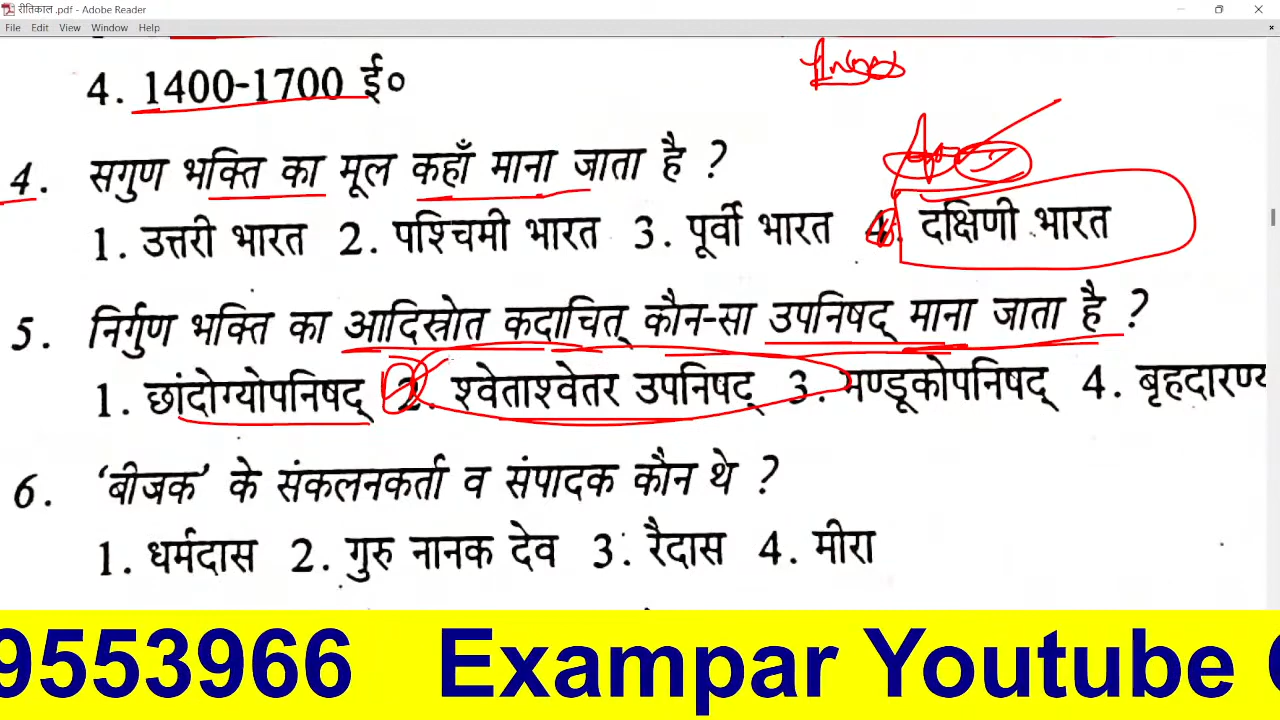 रीतिकाल .pdf - Adobe Reader
File Edit View Window Help
4. 1400-1700 ई०
4. सगुण भक्ति का मूल कहाँ माना जाता है ?
1. उत्तरी भारत 2. पश्चिमी भारत 3. पूर्वी भारत 4. दक्षिणी भारत
5. निर्गुण भक्ति का आदिस्रोत कदाचित् कौन-सा उपनिषद् माना जाता है ?
1. छांदोग्योपनिषद् 2. श्वेताश्वेतर उपनिषद् 3. मण्डूकोपनिषद् 4. बृहदारण्य
6. 'बीजक' के संकलनकर्ता व संपादक कौन थे ?
1. धर्मदास 2. गुरु नानक देव 3. रैदास 4. मीरा
9553966 Exampar Youtube